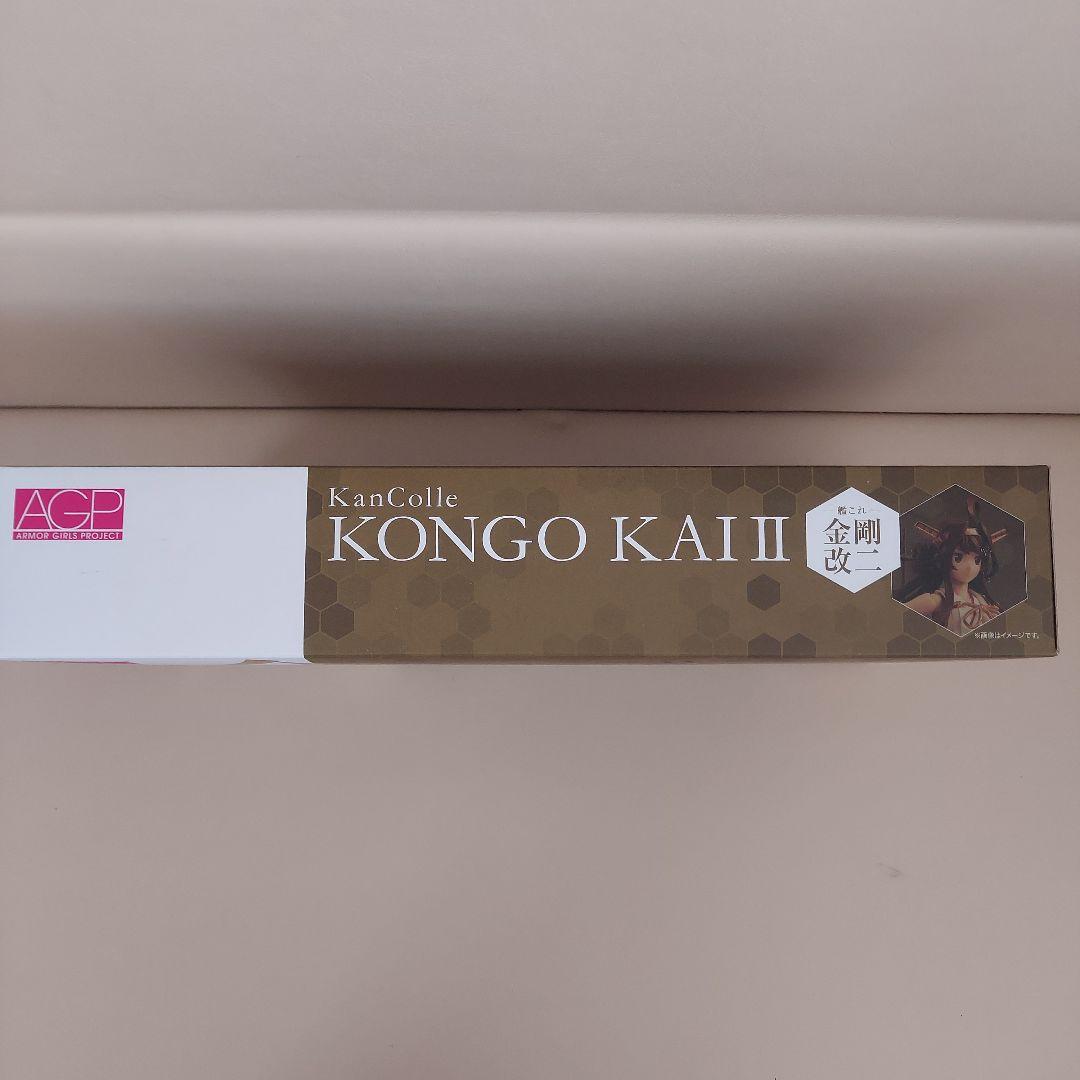 AGP
ARMOR GIRLS PROJECT
KanColle
KONGO KAI II
艦これ
金剛
改二
※画像はイメージです。